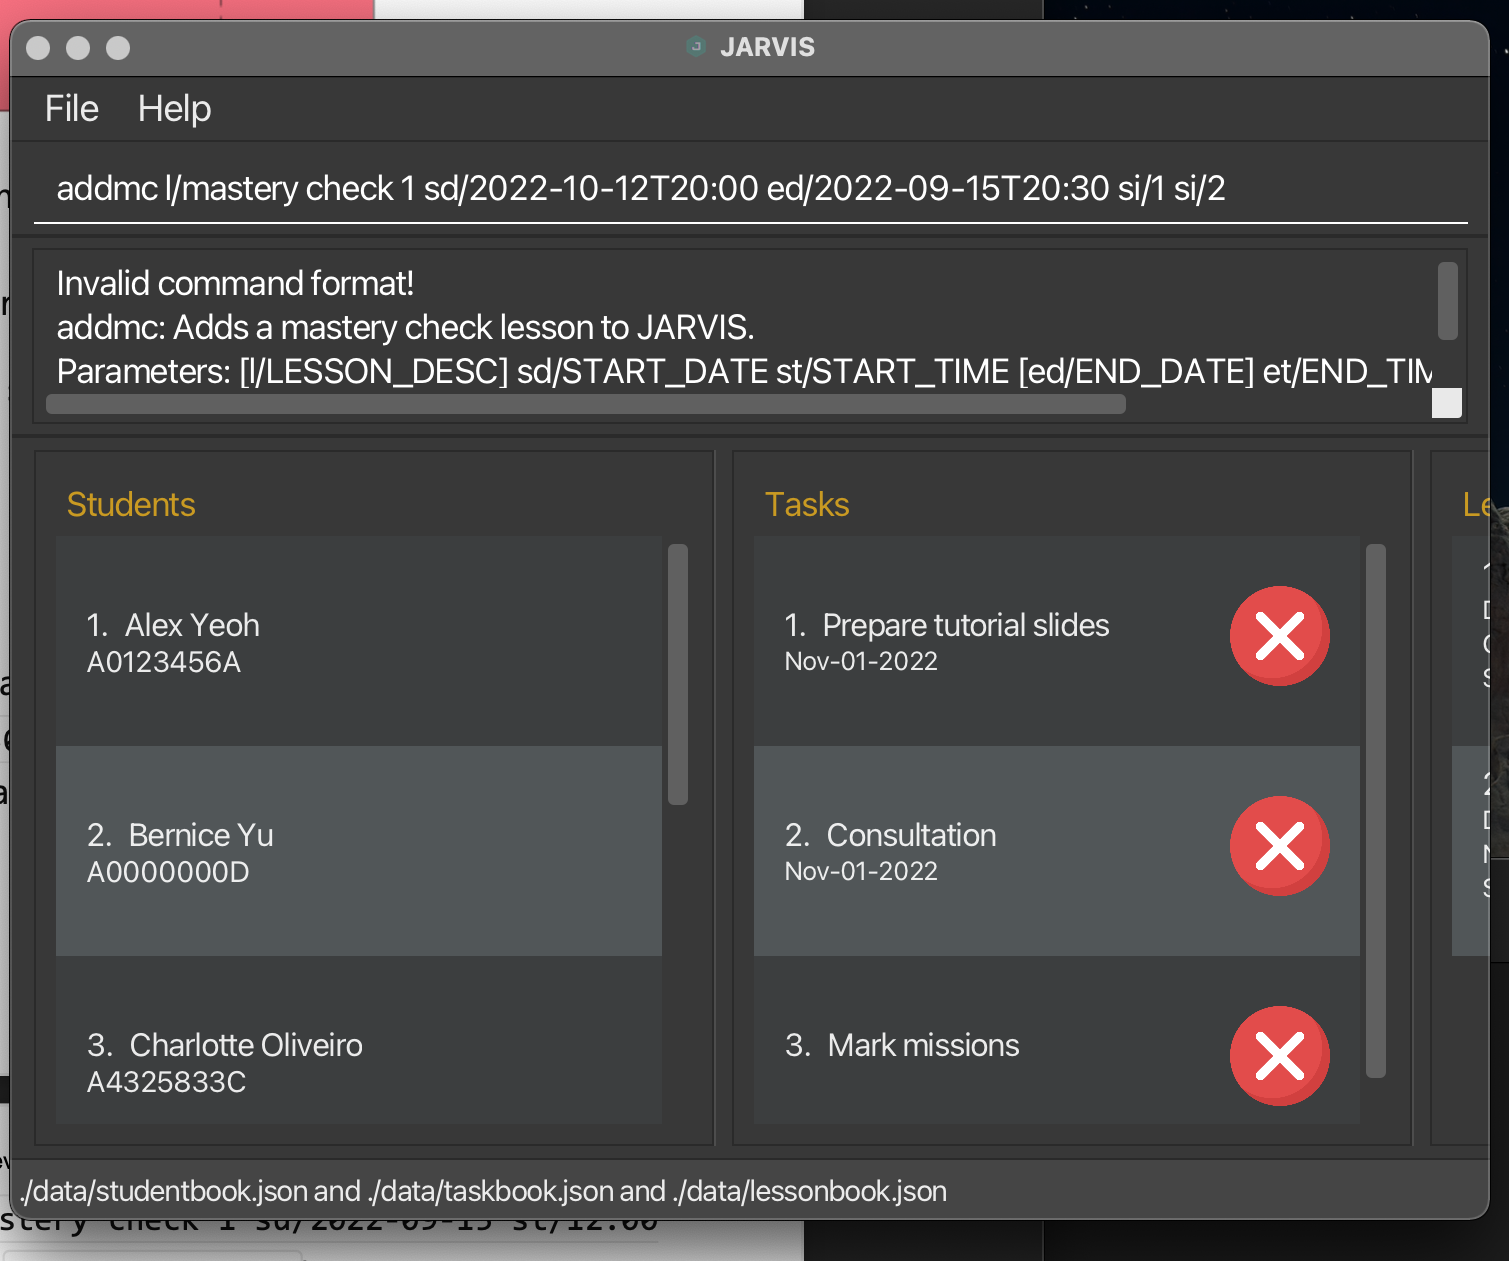 JARVIS
File Help
addmc l/mastery check 1 sd/2022-10-12T20:00 ed/2022-09-15T20:30 si/1 si/2
Invalid command format!
addmc: Adds a mastery check lesson to JARVIS.
Parameters: [l/LESSON_DESC] sd/START_DATE st/START_TIME [ed/END_DATE] et/END_TIM
Students
1. Alex Yeoh
A0123456A
2. Bernice Yu
A0000000D
3. Charlotte Oliveiro
A4325833C
Tasks
1. Prepare tutorial slides
Nov-01-2022
2. Consultation
Nov-01-2022
3. Mark missions
Le
./data/studentbook.json and ./data/taskbook.json and ./data/lessonbook.json
stery check 1 sd/2022-09-15 st/12:00